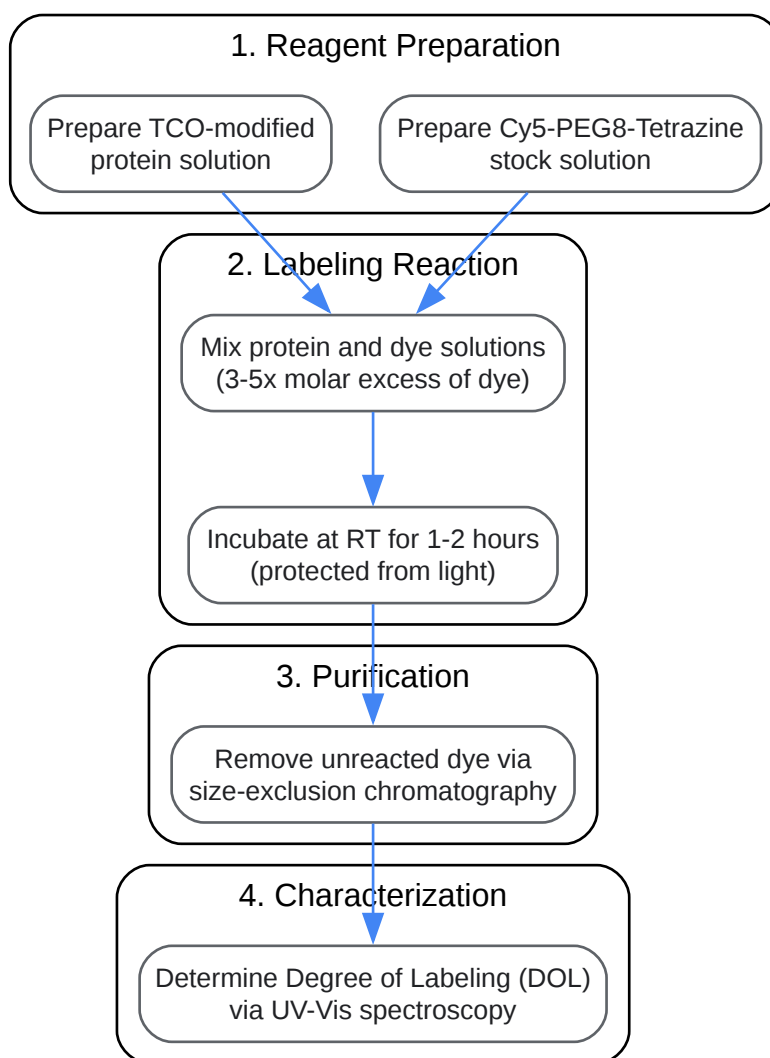 1. Reagent Preparation
Prepare TCO-modified
protein solution
Prepare Cy5-PEG8-Tetrazine
stock solution
2. Labeling Reaction
Mix protein and dye solutions
(3-5x molar excess of dye)
Incubate at RT for 1-2 hours
(protected from light)
3. Purification
Remove unreacted dye via
size-exclusion chromatography
4. Characterization
Determine Degree of Labeling (DOL)
via UV-Vis spectroscopy